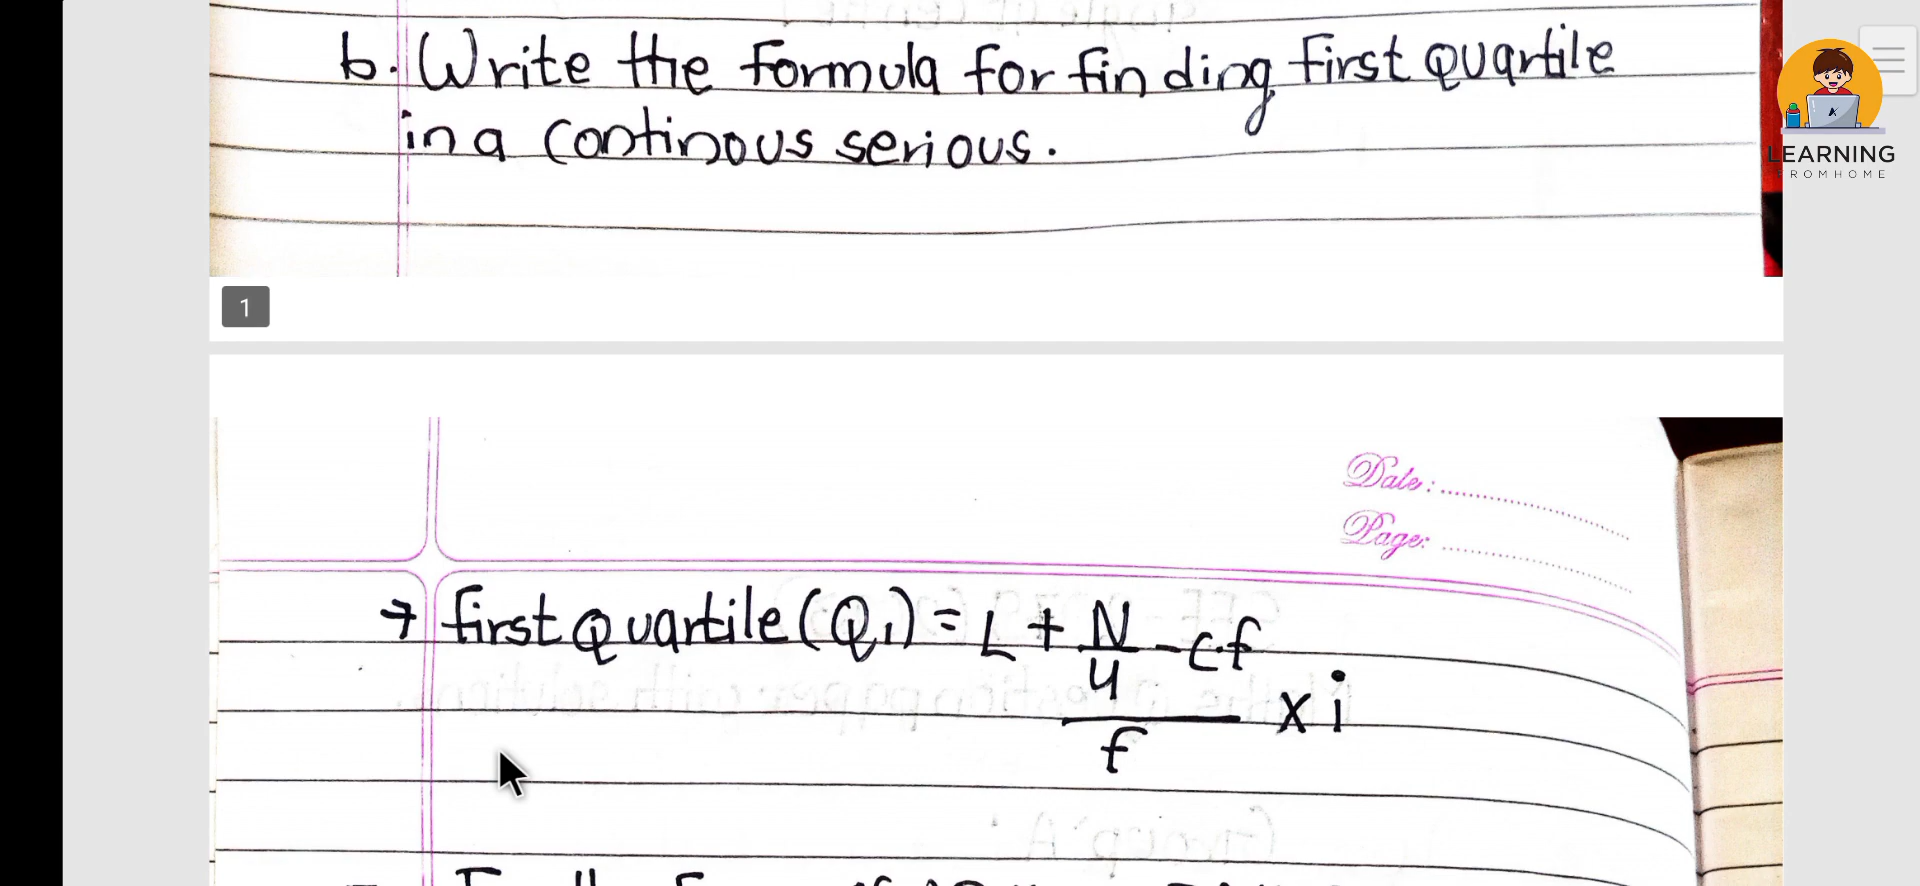 b. Write the formula for finding first quartile
in a continous serious.
LEARNING
ROMHOME
1
Date: ....................
Page: ....................
→ first quartile (Q₁) = L + N/4 - c.f
/f × i